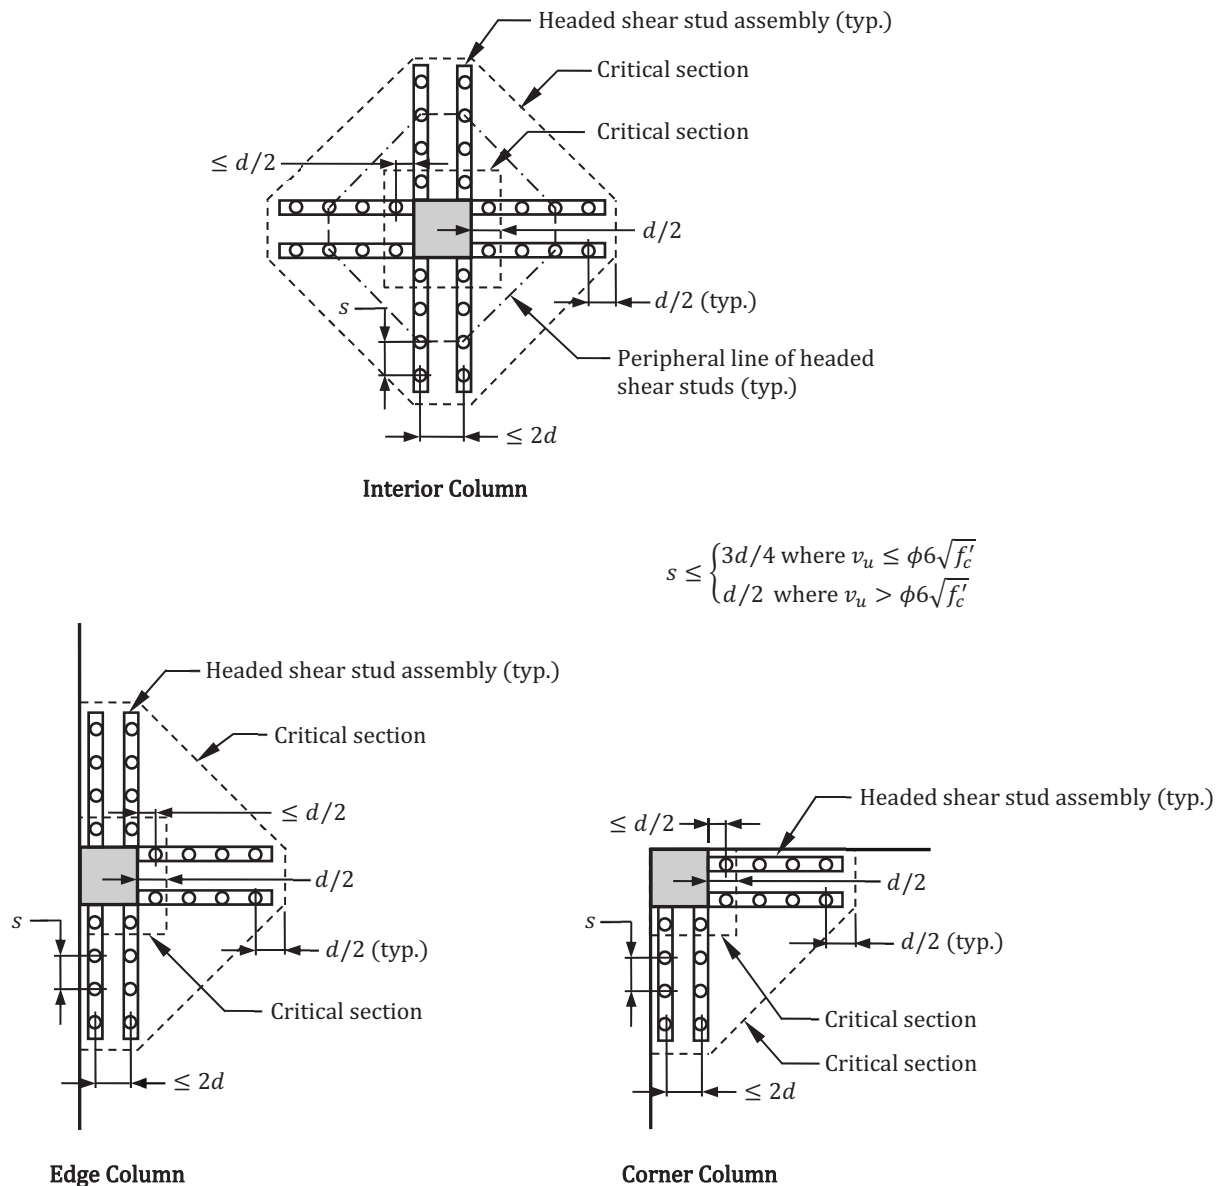 Headed shear stud assembly (typ.)
Critical section
Critical section
≤ d/2
d/2
s
d/2 (typ.)
Peripheral line of headed
shear studs (typ.)
≤ 2d
Interior Column
s ≤ {3d/4 where v_u ≤ ϕ6√f′_c
d/2 where v_u > ϕ6√f′_c
Headed shear stud assembly (typ.)
Critical section
≤ d/2
d/2
s
d/2 (typ.)
Critical section
≤ 2d
Edge Column
Headed shear stud assembly (typ.)
≤ d/2
d/2
s
d/2 (typ.)
Critical section
Critical section
≤ 2d
Corner Column